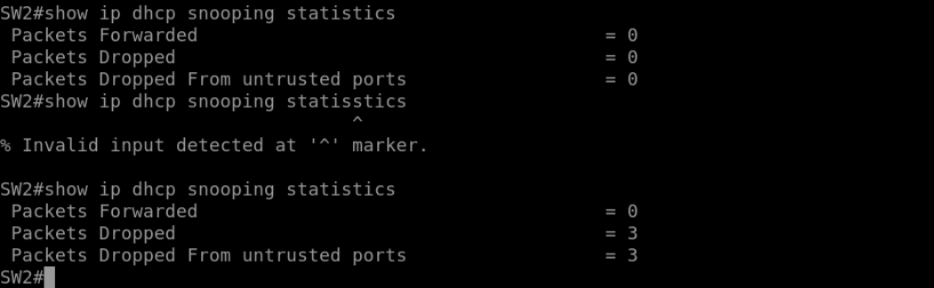 SW2#show ip dhcp snooping statistics
 Packets Forwarded                                     = 0
 Packets Dropped                                       = 0
 Packets Dropped From untrusted ports                  = 0
SW2#show ip dhcp snooping statisstics
                                ^
% Invalid input detected at '^' marker.

SW2#show ip dhcp snooping statistics
 Packets Forwarded                                     = 0
 Packets Dropped                                       = 3
 Packets Dropped From untrusted ports                  = 3
SW2#